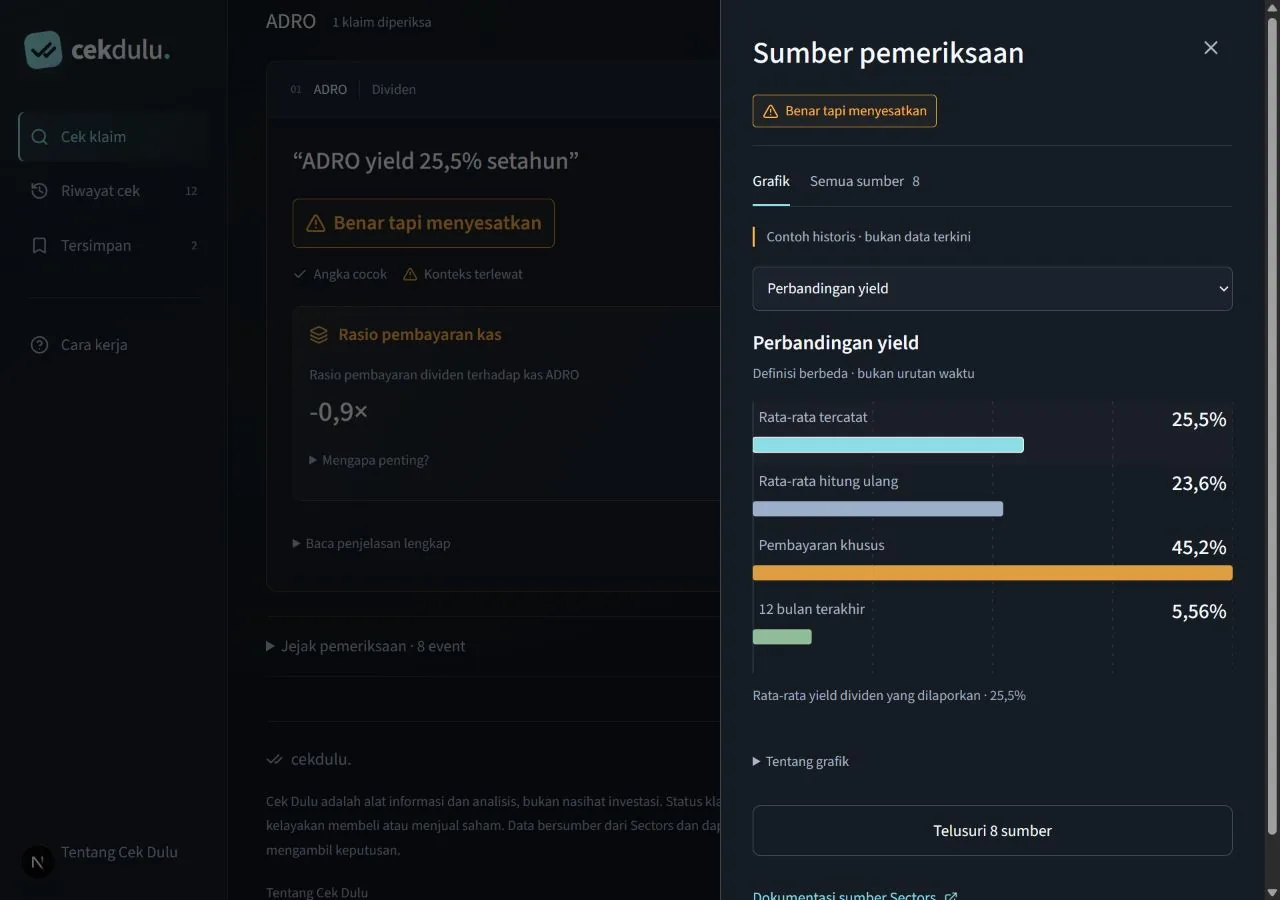 cekdulu.
Cek klaim
Riwayat cek 12
Tersimpan 2
Cara kerja
N
Tentang Cek Dulu
ADRO 1 klaim diperiksa
01 ADRO Dividen
“ADRO yield 25,5% setahun”
Benar tapi menyesatkan
Angka cocok Konteks terlewat
Rasio pembayaran kas
Rasio pembayaran dividen terhadap kas ADRO
-0,9×
Mengapa penting?
Baca penjelasan lengkap
Jejak pemeriksaan · 8 event
cekdulu.
Cek Dulu adalah alat informasi dan analisis, bukan nasihat investasi. Status kla
kelayakan membeli atau menjual saham. Data bersumber dari Sectors dan dap
mengambil keputusan.
Tentang Cek Dulu
Sumber pemeriksaan
Benar tapi menyesatkan
Grafik Semua sumber 8
Contoh historis · bukan data terkini
Perbandingan yield
Perbandingan yield
Definisi berbeda · bukan urutan waktu
Rata-rata tercatat 25,5%
Rata-rata hitung ulang 23,6%
Pembayaran khusus 45,2%
12 bulan terakhir 5,56%
Rata-rata yield dividen yang dilaporkan · 25,5%
Tentang grafik
Telusuri 8 sumber
Dokumentasi sumber Sectors